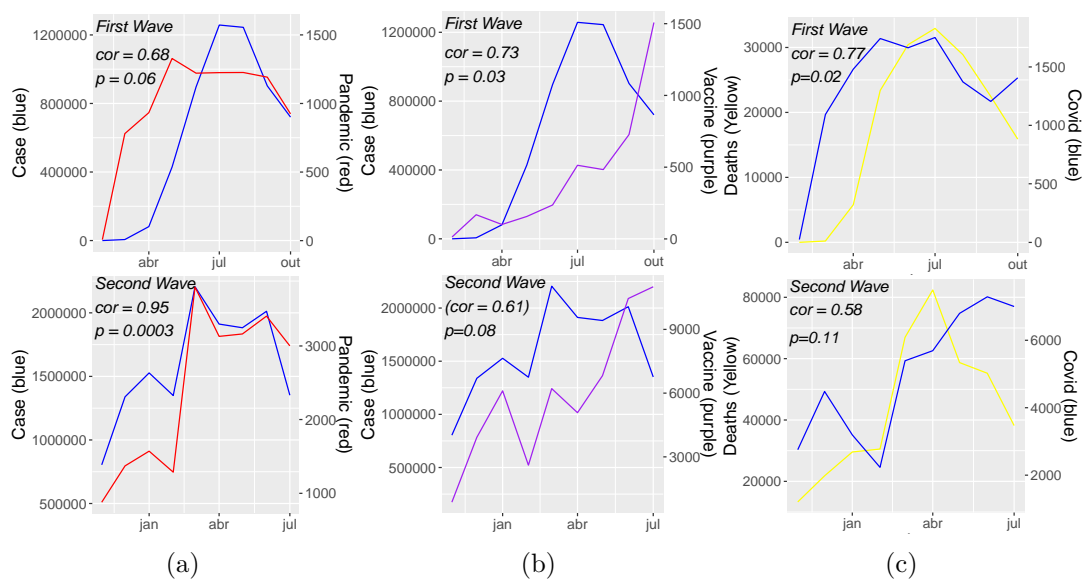 First Wave
cor = 0.68
p = 0.06
1200000
800000
400000
0
1500
1000
500
0
Case (blue)
Pandemic (red)
abr
jul
out
First Wave
cor = 0.73
p = 0.03
1200000
800000
400000
0
1500
1000
500
0
Case (blue)
Vaccine (purple)
abr
jul
out
First Wave
cor = 0.77
p=0.02
30000
20000
10000
0
1500
1000
500
0
Deaths (Yellow)
Covid (blue)
abr
jul
out
Second Wave
cor = 0.95
p = 0.0003
2000000
1500000
1000000
500000
3000
2000
1000
Case (blue)
Pandemic (red)
jan
abr
jul
Second Wave
(cor = 0.61)
p=0.08
2000000
1500000
1000000
500000
9000
6000
3000
Case (blue)
Vaccine (purple)
jan
abr
jul
Second Wave
cor = 0.58
p=0.11
80000
60000
40000
20000
6000
4000
2000
Deaths (Yellow)
Covid (blue)
jan
abr
jul
(a)
(b)
(c)